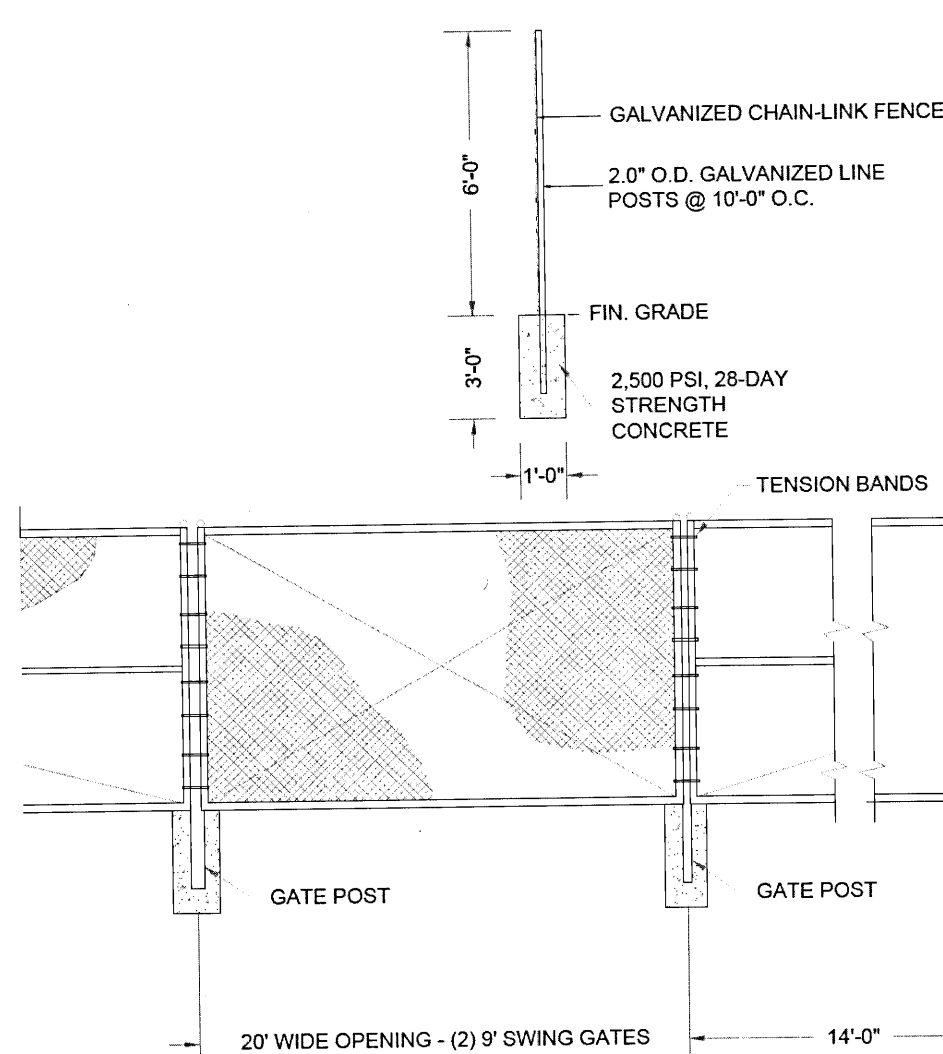 6'-0"
GALVANIZED CHAIN-LINK FENCE
2.0" O.D. GALVANIZED LINE
POSTS @ 10'-0" O.C.
FIN. GRADE
3'-0"
2,500 PSI, 28-DAY
STRENGTH
CONCRETE
1'-0"
TENSION BANDS
GATE POST
GATE POST
20' WIDE OPENING - (2) 9' SWING GATES
14'-0"